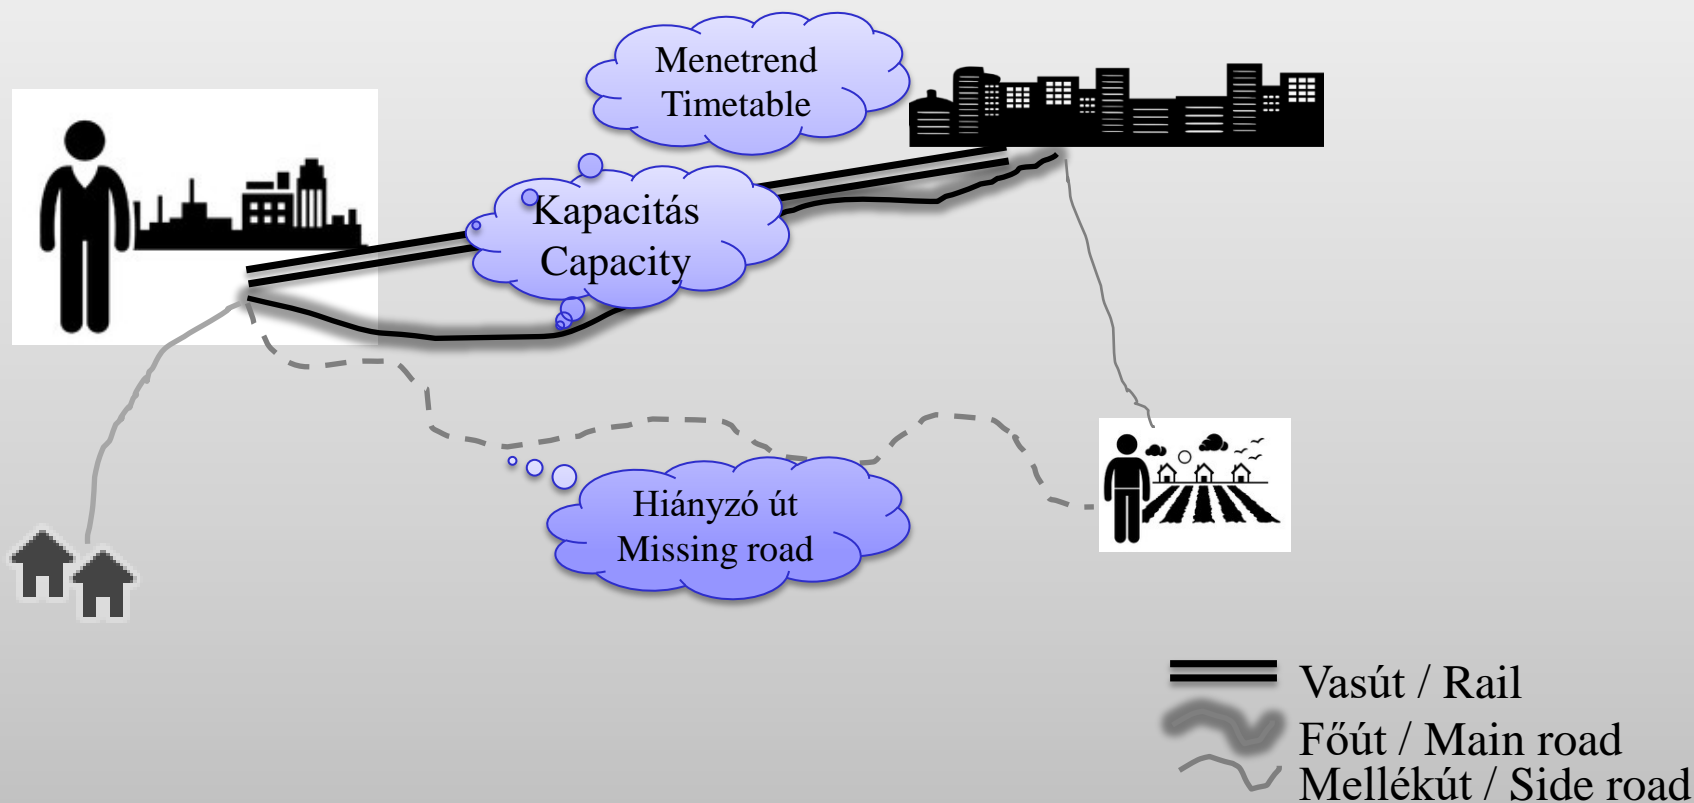 Menetrend
Timetable
Kapacitás
Capacity
Hiányzó út
Missing road
Vasút / Rail
Főút / Main road
Mellékút / Side road